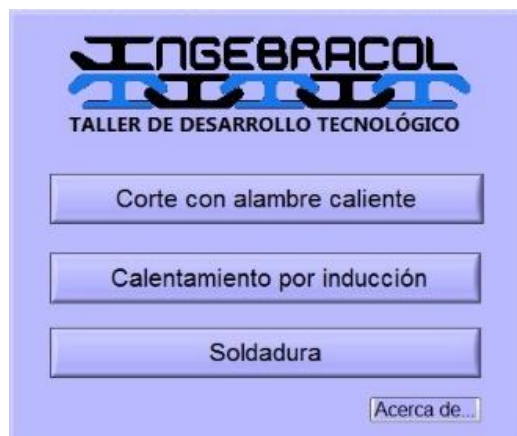 INGEBRACOL
TALLER DE DESARROLLO TECNOLÓGICO
Corte con alambre caliente
Calentamiento por inducción
Soldadura
Acerca de...